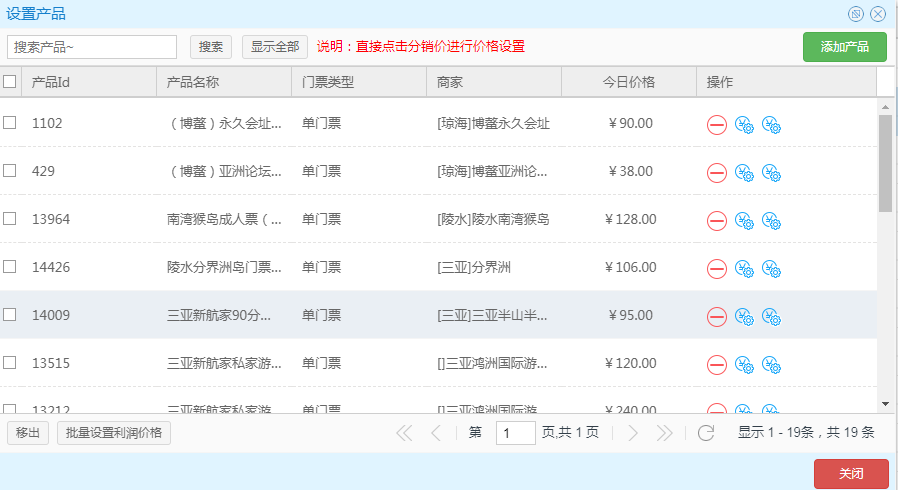 设置产品
搜索产品~ 搜索 显示全部 说明：直接点击分销价进行价格设置 添加产品
产品Id 产品名称 门票类型 商家 今日价格 操作
1102 （博鳌）永久会址... 单门票 [琼海]博鳌永久会址 ￥90.00
429 （博鳌）亚洲论坛... 单门票 [琼海]博鳌亚洲论... ￥38.00
13964 南湾猴岛成人票（... 单门票 [陵水]陵水南湾猴岛 ￥128.00
14426 陵水分界洲岛门票... 单门票 [三亚]分界洲 ￥106.00
14009 三亚新航家90分... 单门票 [三亚]三亚半山半... ￥95.00
13515 三亚新航家私家游... 单门票 []三亚鸿洲国际游... ￥120.00
13212 三亚新航家私家游... 单门票 []三亚鸿洲国际游... ￥240.00
移出 批量设置利润价格 第 1 页,共 1 页 显示 1 - 19条，共 19 条
关闭